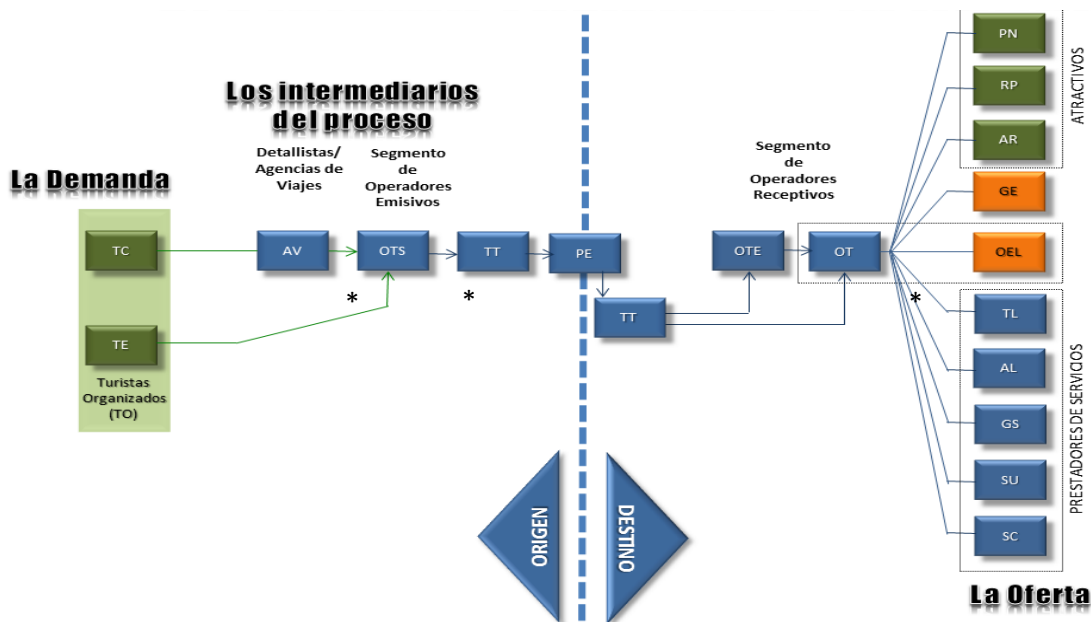 Los intermediarios
del proceso
Detallistas/
Agencias de
Viajes
Segmento
de
Operadores
Emisivos
Segmento
de
Operadores
Receptivos
La Demanda
TC
TE
Turistas
Organizados
(TO)
AV
OTS
TT
PE
TT
OTE
OT
*
*
*
PN
RP
AR
ATRACTIVOS
GE
OEL
TL
AL
GS
SU
SC
PRESTADORES DE SERVICIOS
ORIGEN
DESTINO
La Oferta